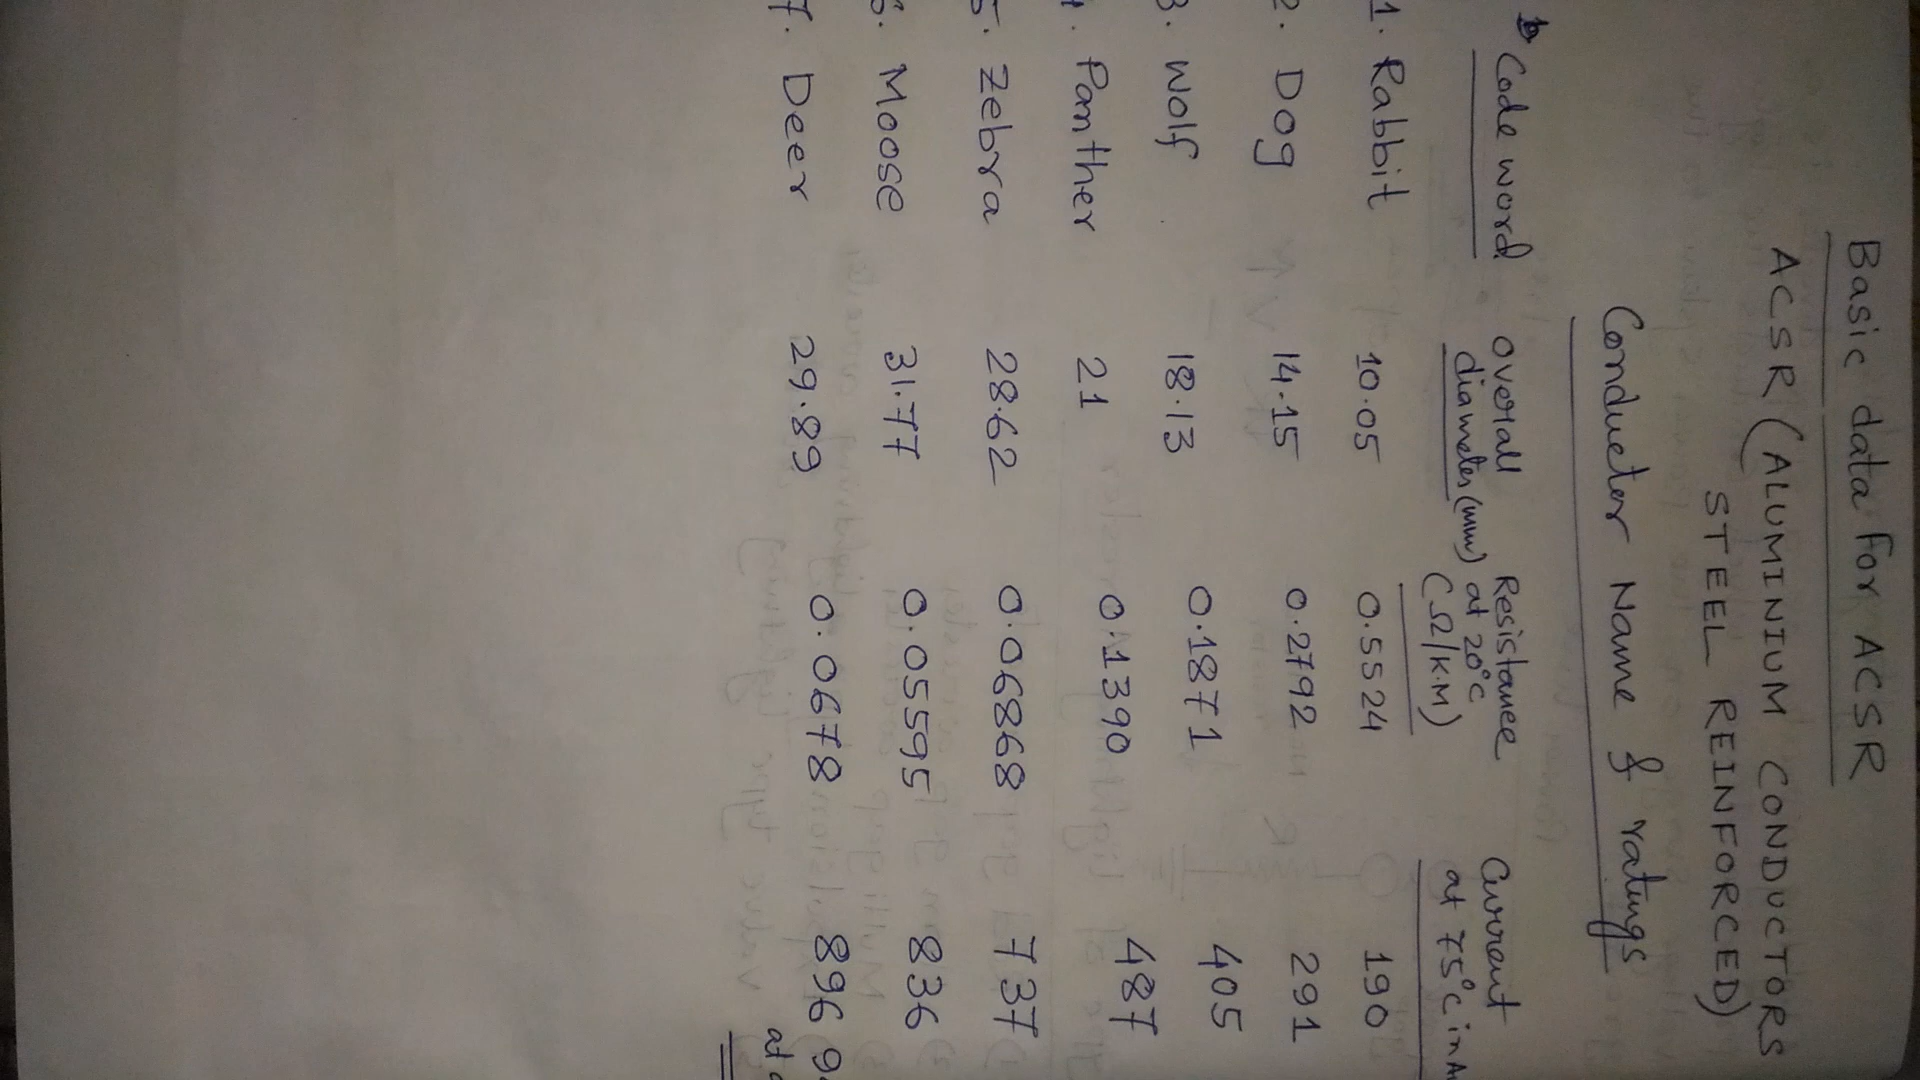 Basic data for ACSR
ACSR (ALUMINIUM CONDUCTORS
STEEL REINFORCED)
Conductor Name & ratings
Code word Overall diameter (mm) Resistance at 20°C (Ω/KM) Current at 75°C in A
1. Rabbit 10.05 0.5524 190
2. Dog 14.15 0.2792 291
3. Wolf 18.13 0.1871 405
4. Panther 21 0.1390 487
5. Zebra 28.62 0.06868 737
6. Moose 31.77 0.05595 836
7. Deer 29.89 0.0678 896
at